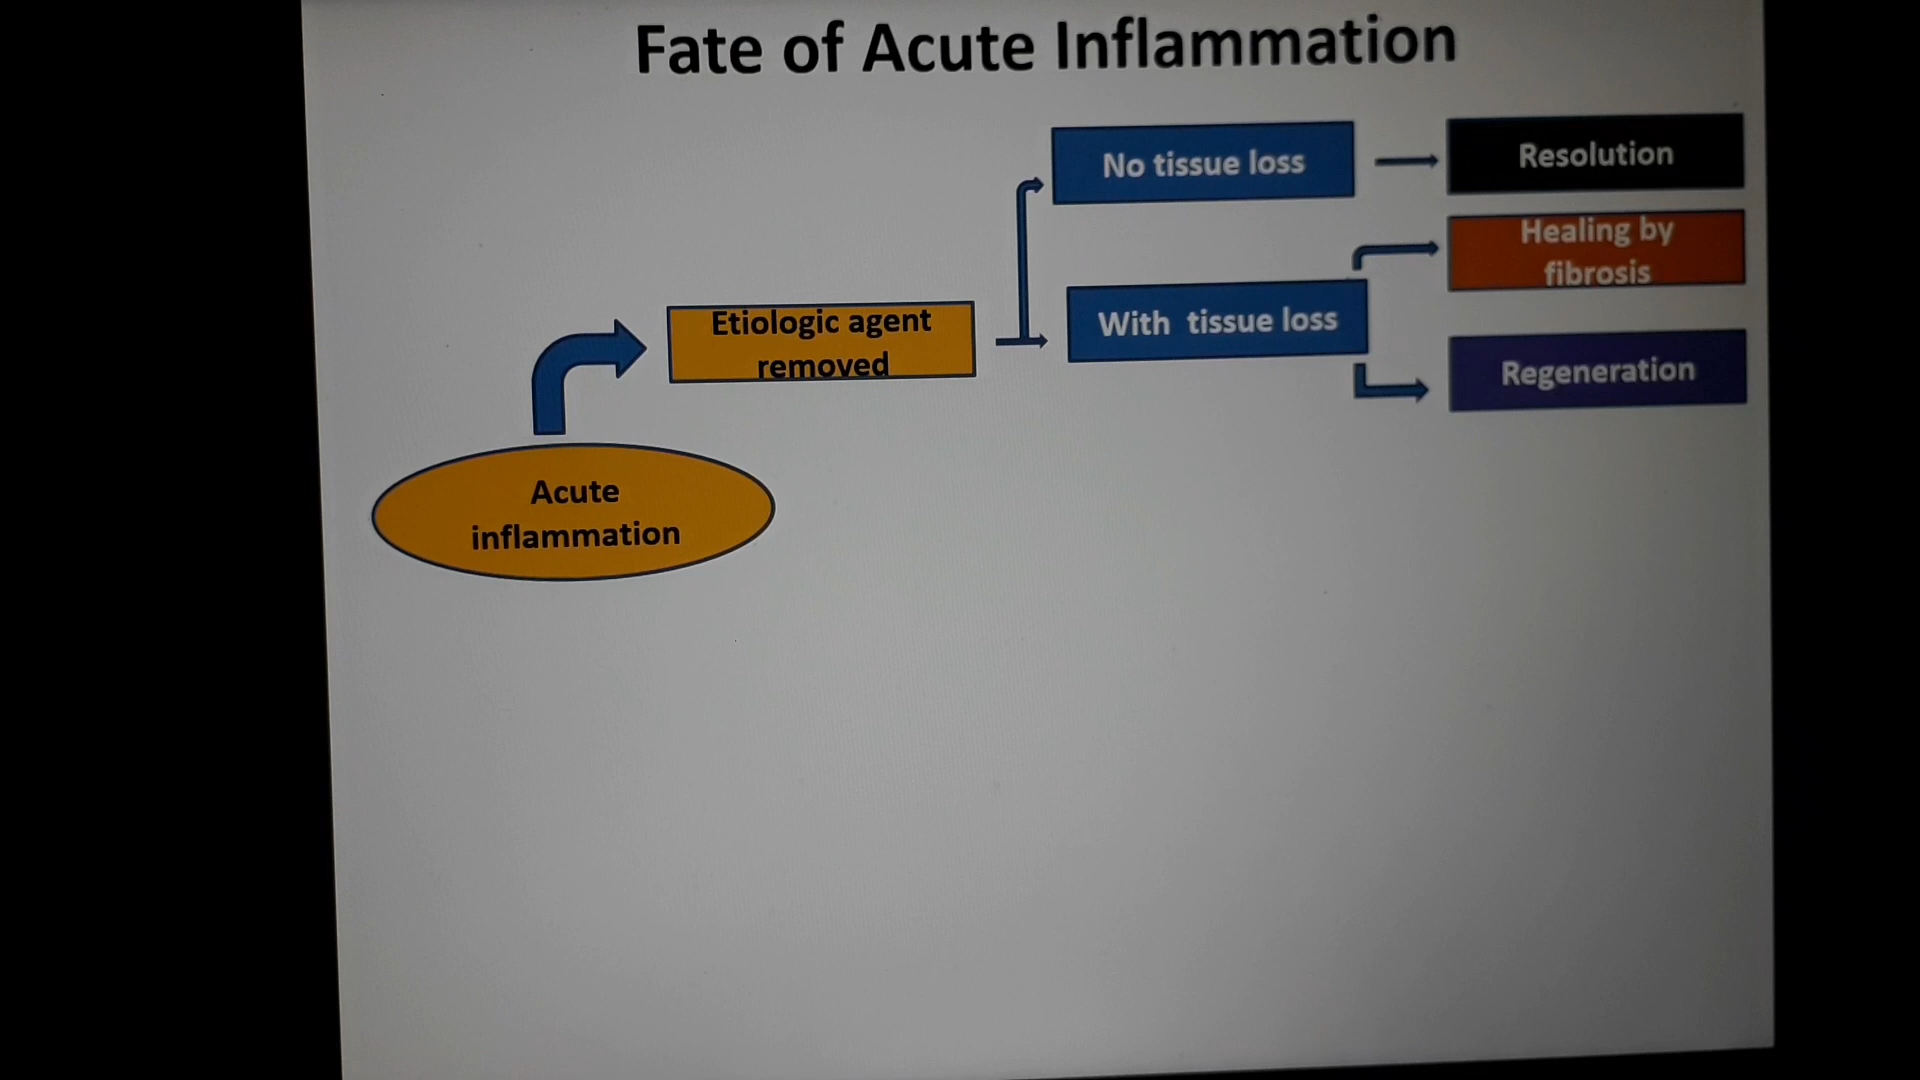 Fate of Acute Inflammation
No tissue loss
Resolution
Healing by
fibrosis
Etiologic agent
removed
With  tissue loss
Regeneration
Acute
inflammation